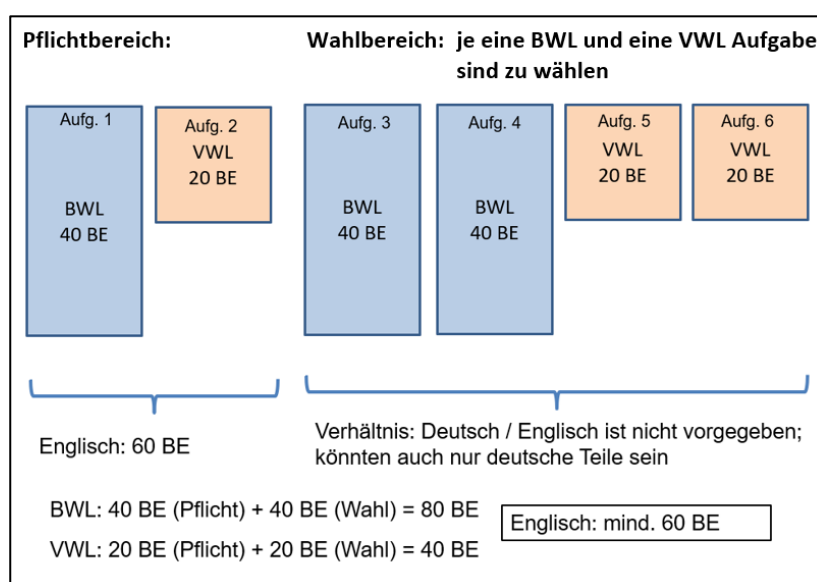 Pflichtbereich:
Wahlbereich: je eine BWL und eine VWL Aufgabe
sind zu wählen
Aufg. 1
BWL
40 BE
Aufg. 2
VWL
20 BE
Aufg. 3
BWL
40 BE
Aufg. 4
BWL
40 BE
Aufg. 5
VWL
20 BE
Aufg. 6
VWL
20 BE
Englisch: 60 BE
Verhältnis: Deutsch / Englisch ist nicht vorgegeben;
könnten auch nur deutsche Teile sein
BWL: 40 BE (Pflicht) + 40 BE (Wahl) = 80 BE
VWL: 20 BE (Pflicht) + 20 BE (Wahl) = 40 BE
Englisch: mind. 60 BE